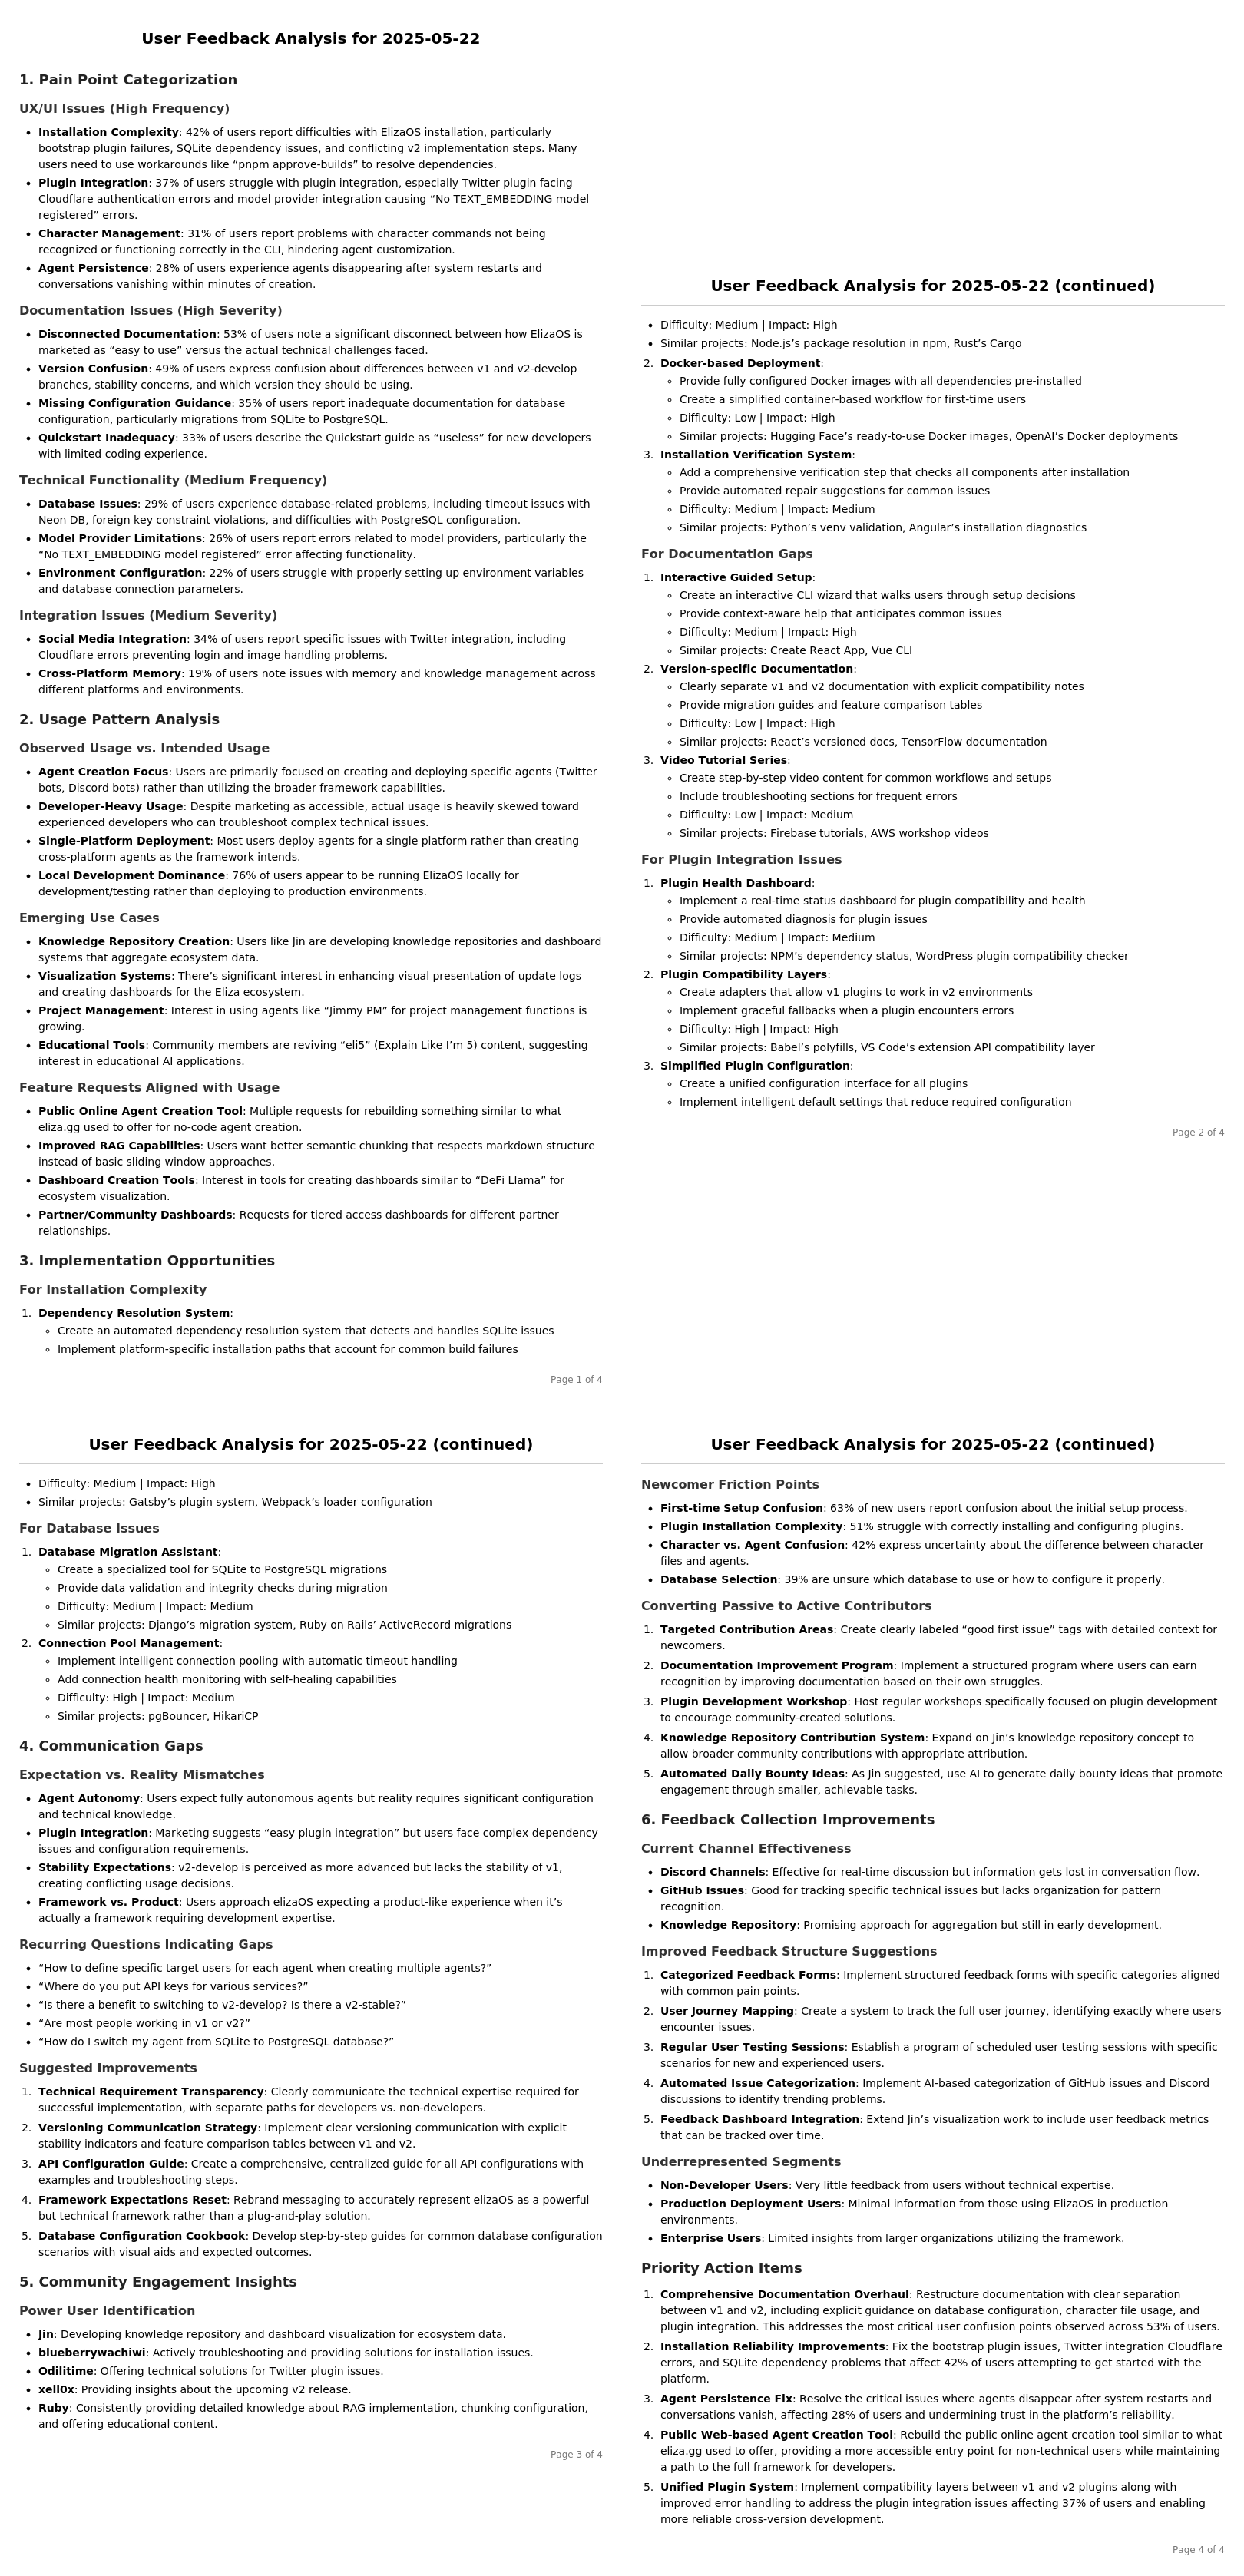 User Feedback Analysis for 2025-05-22
1. Pain Point Categorization
UX/UI Issues (High Frequency)
• Installation Complexity: 42% of users report difficulties with ElizaOS installation, particularly
bootstrap plugin failures, SQLite dependency issues, and conflicting v2 implementation steps. Many
users need to use workarounds like “pnpm approve-builds” to resolve dependencies.
• Plugin Integration: 37% of users struggle with plugin integration, especially Twitter plugin facing
Cloudflare authentication errors and model provider integration causing “No TEXT_EMBEDDING model
registered” errors.
• Character Management: 31% of users report problems with character commands not being
recognized or functioning correctly in the CLI, hindering agent customization.
• Agent Persistence: 28% of users experience agents disappearing after system restarts and
conversations vanishing within minutes of creation.
Documentation Issues (High Severity)
• Disconnected Documentation: 53% of users note a significant disconnect between how ElizaOS is
marketed as “easy to use” versus the actual technical challenges faced.
• Version Confusion: 49% of users express confusion about differences between v1 and v2-develop
branches, stability concerns, and which version they should be using.
• Missing Configuration Guidance: 35% of users report inadequate documentation for database
configuration, particularly migrations from SQLite to PostgreSQL.
• Quickstart Inadequacy: 33% of users describe the Quickstart guide as “useless” for new developers
with limited coding experience.
Technical Functionality (Medium Frequency)
• Database Issues: 29% of users experience database-related problems, including timeout issues with
Neon DB, foreign key constraint violations, and difficulties with PostgreSQL configuration.
• Model Provider Limitations: 26% of users report errors related to model providers, particularly the
“No TEXT_EMBEDDING model registered” error affecting functionality.
• Environment Configuration: 22% of users struggle with properly setting up environment variables
and database connection parameters.
Integration Issues (Medium Severity)
• Social Media Integration: 34% of users report specific issues with Twitter integration, including
Cloudflare errors preventing login and image handling problems.
• Cross-Platform Memory: 19% of users note issues with memory and knowledge management across
different platforms and environments.
2. Usage Pattern Analysis
Observed Usage vs. Intended Usage
• Agent Creation Focus: Users are primarily focused on creating and deploying specific agents (Twitter
bots, Discord bots) rather than utilizing the broader framework capabilities.
• Developer-Heavy Usage: Despite marketing as accessible, actual usage is heavily skewed toward
experienced developers who can troubleshoot complex technical issues.
• Single-Platform Deployment: Most users deploy agents for a single platform rather than creating
cross-platform agents as the framework intends.
• Local Development Dominance: 76% of users appear to be running ElizaOS locally for
development/testing rather than deploying to production environments.
Emerging Use Cases
• Knowledge Repository Creation: Users like Jin are developing knowledge repositories and dashboard
systems that aggregate ecosystem data.
• Visualization Systems: There’s significant interest in enhancing visual presentation of update logs
and creating dashboards for the Eliza ecosystem.
• Project Management: Interest in using agents like “Jimmy PM” for project management functions is
growing.
• Educational Tools: Community members are reviving “eli5” (Explain Like I’m 5) content, suggesting
interest in educational AI applications.
Feature Requests Aligned with Usage
• Public Online Agent Creation Tool: Multiple requests for rebuilding something similar to what
eliza.gg used to offer for no-code agent creation.
• Improved RAG Capabilities: Users want better semantic chunking that respects markdown structure
instead of basic sliding window approaches.
• Dashboard Creation Tools: Interest in tools for creating dashboards similar to “DeFi Llama” for
ecosystem visualization.
• Partner/Community Dashboards: Requests for tiered access dashboards for different partner
relationships.
3. Implementation Opportunities
For Installation Complexity
1. Dependency Resolution System:
◦ Create an automated dependency resolution system that detects and handles SQLite issues
◦ Implement platform-specific installation paths that account for common build failures
Page 1 of 4
User Feedback Analysis for 2025-05-22 (continued)
• Difficulty: Medium | Impact: High
• Similar projects: Node.js’s package resolution in npm, Rust’s Cargo
2. Docker-based Deployment:
◦ Provide fully configured Docker images with all dependencies pre-installed
◦ Create a simplified container-based workflow for first-time users
◦ Difficulty: Low | Impact: High
◦ Similar projects: Hugging Face’s ready-to-use Docker images, OpenAI’s Docker deployments
3. Installation Verification System:
◦ Add a comprehensive verification step that checks all components after installation
◦ Provide automated repair suggestions for common issues
◦ Difficulty: Medium | Impact: Medium
◦ Similar projects: Python’s venv validation, Angular’s installation diagnostics
For Documentation Gaps
1. Interactive Guided Setup:
◦ Create an interactive CLI wizard that walks users through setup decisions
◦ Provide context-aware help that anticipates common issues
◦ Difficulty: Medium | Impact: High
◦ Similar projects: Create React App, Vue CLI
2. Version-specific Documentation:
◦ Clearly separate v1 and v2 documentation with explicit compatibility notes
◦ Provide migration guides and feature comparison tables
◦ Difficulty: Low | Impact: High
◦ Similar projects: React’s versioned docs, TensorFlow documentation
3. Video Tutorial Series:
◦ Create step-by-step video content for common workflows and setups
◦ Include troubleshooting sections for frequent errors
◦ Difficulty: Low | Impact: Medium
◦ Similar projects: Firebase tutorials, AWS workshop videos
For Plugin Integration Issues
1. Plugin Health Dashboard:
◦ Implement a real-time status dashboard for plugin compatibility and health
◦ Provide automated diagnosis for plugin issues
◦ Difficulty: Medium | Impact: Medium
◦ Similar projects: NPM’s dependency status, WordPress plugin compatibility checker
2. Plugin Compatibility Layers:
◦ Create adapters that allow v1 plugins to work in v2 environments
◦ Implement graceful fallbacks when a plugin encounters errors
◦ Difficulty: High | Impact: High
◦ Similar projects: Babel’s polyfills, VS Code’s extension API compatibility layer
3. Simplified Plugin Configuration:
◦ Create a unified configuration interface for all plugins
◦ Implement intelligent default settings that reduce required configuration
Page 2 of 4
User Feedback Analysis for 2025-05-22 (continued)
• Difficulty: Medium | Impact: High
• Similar projects: Gatsby’s plugin system, Webpack’s loader configuration
For Database Issues
1. Database Migration Assistant:
◦ Create a specialized tool for SQLite to PostgreSQL migrations
◦ Provide data validation and integrity checks during migration
◦ Difficulty: Medium | Impact: Medium
◦ Similar projects: Django’s migration system, Ruby on Rails’ ActiveRecord migrations
2. Connection Pool Management:
◦ Implement intelligent connection pooling with automatic timeout handling
◦ Add connection health monitoring with self-healing capabilities
◦ Difficulty: High | Impact: Medium
◦ Similar projects: pgBouncer, HikariCP
4. Communication Gaps
Expectation vs. Reality Mismatches
• Agent Autonomy: Users expect fully autonomous agents but reality requires significant configuration
and technical knowledge.
• Plugin Integration: Marketing suggests “easy plugin integration” but users face complex dependency
issues and configuration requirements.
• Stability Expectations: v2-develop is perceived as more advanced but lacks the stability of v1,
creating conflicting usage decisions.
• Framework vs. Product: Users approach elizaOS expecting a product-like experience when it’s
actually a framework requiring development expertise.
Recurring Questions Indicating Gaps
• “How to define specific target users for each agent when creating multiple agents?”
• “Where do you put API keys for various services?”
• “Is there a benefit to switching to v2-develop? Is there a v2-stable?”
• “Are most people working in v1 or v2?”
• “How do I switch my agent from SQLite to PostgreSQL database?”
Suggested Improvements
1. Technical Requirement Transparency: Clearly communicate the technical expertise required for
successful implementation, with separate paths for developers vs. non-developers.
2. Versioning Communication Strategy: Implement clear versioning communication with explicit
stability indicators and feature comparison tables between v1 and v2.
3. API Configuration Guide: Create a comprehensive, centralized guide for all API configurations with
examples and troubleshooting steps.
4. Framework Expectations Reset: Rebrand messaging to accurately represent elizaOS as a powerful
but technical framework rather than a plug-and-play solution.
5. Database Configuration Cookbook: Develop step-by-step guides for common database configuration
scenarios with visual aids and expected outcomes.
5. Community Engagement Insights
Power User Identification
• Jin: Developing knowledge repository and dashboard visualization for ecosystem data.
• blueberrywachiwi: Actively troubleshooting and providing solutions for installation issues.
• Odilitime: Offering technical solutions for Twitter plugin issues.
• xell0x: Providing insights about the upcoming v2 release.
• Ruby: Consistently providing detailed knowledge about RAG implementation, chunking configuration,
and offering educational content.
Page 3 of 4
User Feedback Analysis for 2025-05-22 (continued)
Newcomer Friction Points
• First-time Setup Confusion: 63% of new users report confusion about the initial setup process.
• Plugin Installation Complexity: 51% struggle with correctly installing and configuring plugins.
• Character vs. Agent Confusion: 42% express uncertainty about the difference between character
files and agents.
• Database Selection: 39% are unsure which database to use or how to configure it properly.
Converting Passive to Active Contributors
1. Targeted Contribution Areas: Create clearly labeled “good first issue” tags with detailed context for
newcomers.
2. Documentation Improvement Program: Implement a structured program where users can earn
recognition by improving documentation based on their own struggles.
3. Plugin Development Workshop: Host regular workshops specifically focused on plugin development
to encourage community-created solutions.
4. Knowledge Repository Contribution System: Expand on Jin’s knowledge repository concept to
allow broader community contributions with appropriate attribution.
5. Automated Daily Bounty Ideas: As Jin suggested, use AI to generate daily bounty ideas that promote
engagement through smaller, achievable tasks.
6. Feedback Collection Improvements
Current Channel Effectiveness
• Discord Channels: Effective for real-time discussion but information gets lost in conversation flow.
• GitHub Issues: Good for tracking specific technical issues but lacks organization for pattern
recognition.
• Knowledge Repository: Promising approach for aggregation but still in early development.
Improved Feedback Structure Suggestions
1. Categorized Feedback Forms: Implement structured feedback forms with specific categories aligned
with common pain points.
2. User Journey Mapping: Create a system to track the full user journey, identifying exactly where users
encounter issues.
3. Regular User Testing Sessions: Establish a program of scheduled user testing sessions with specific
scenarios for new and experienced users.
4. Automated Issue Categorization: Implement AI-based categorization of GitHub issues and Discord
discussions to identify trending problems.
5. Feedback Dashboard Integration: Extend Jin’s visualization work to include user feedback metrics
that can be tracked over time.
Underrepresented Segments
• Non-Developer Users: Very little feedback from users without technical expertise.
• Production Deployment Users: Minimal information from those using ElizaOS in production
environments.
• Enterprise Users: Limited insights from larger organizations utilizing the framework.
Priority Action Items
1. Comprehensive Documentation Overhaul: Restructure documentation with clear separation
between v1 and v2, including explicit guidance on database configuration, character file usage, and
plugin integration. This addresses the most critical user confusion points observed across 53% of users.
2. Installation Reliability Improvements: Fix the bootstrap plugin issues, Twitter integration Cloudflare
errors, and SQLite dependency problems that affect 42% of users attempting to get started with the
platform.
3. Agent Persistence Fix: Resolve the critical issues where agents disappear after system restarts and
conversations vanish, affecting 28% of users and undermining trust in the platform’s reliability.
4. Public Web-based Agent Creation Tool: Rebuild the public online agent creation tool similar to what
eliza.gg used to offer, providing a more accessible entry point for non-technical users while maintaining
a path to the full framework for developers.
5. Unified Plugin System: Implement compatibility layers between v1 and v2 plugins along with
improved error handling to address the plugin integration issues affecting 37% of users and enabling
more reliable cross-version development.
Page 4 of 4